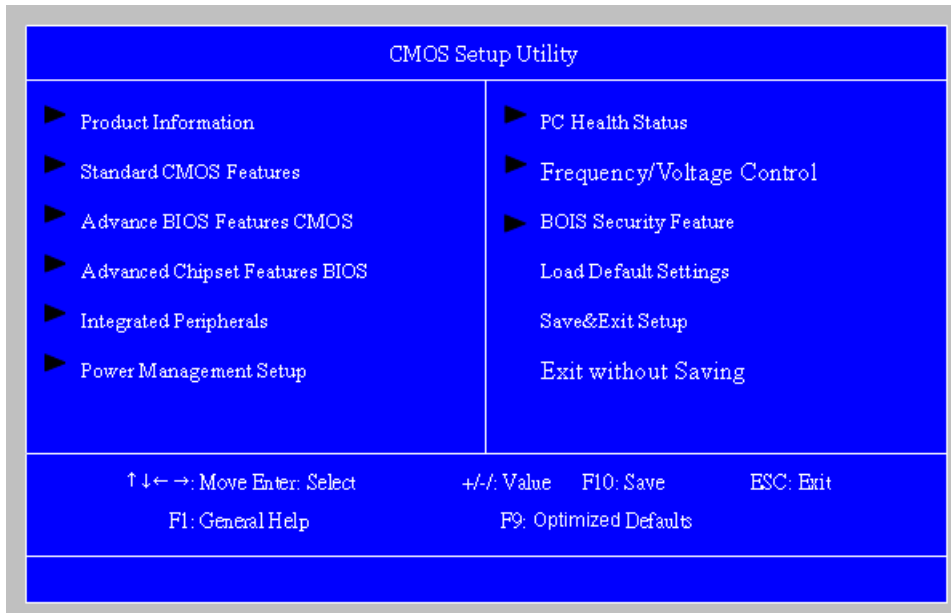 CMOS Setup Utility
Product Information
Standard CMOS Features
Advance BIOS Features CMOS
Advanced Chipset Features BIOS
Integrated Peripherals
Power Management Setup
PC Health Status
Frequency/Voltage Control
BOIS Security Feature
Load Default Settings
Save&Exit Setup
Exit without Saving
↑↓←→: Move Enter: Select +/-/: Value F10: Save ESC: Exit
F1: General Help F9: Optimized Defaults